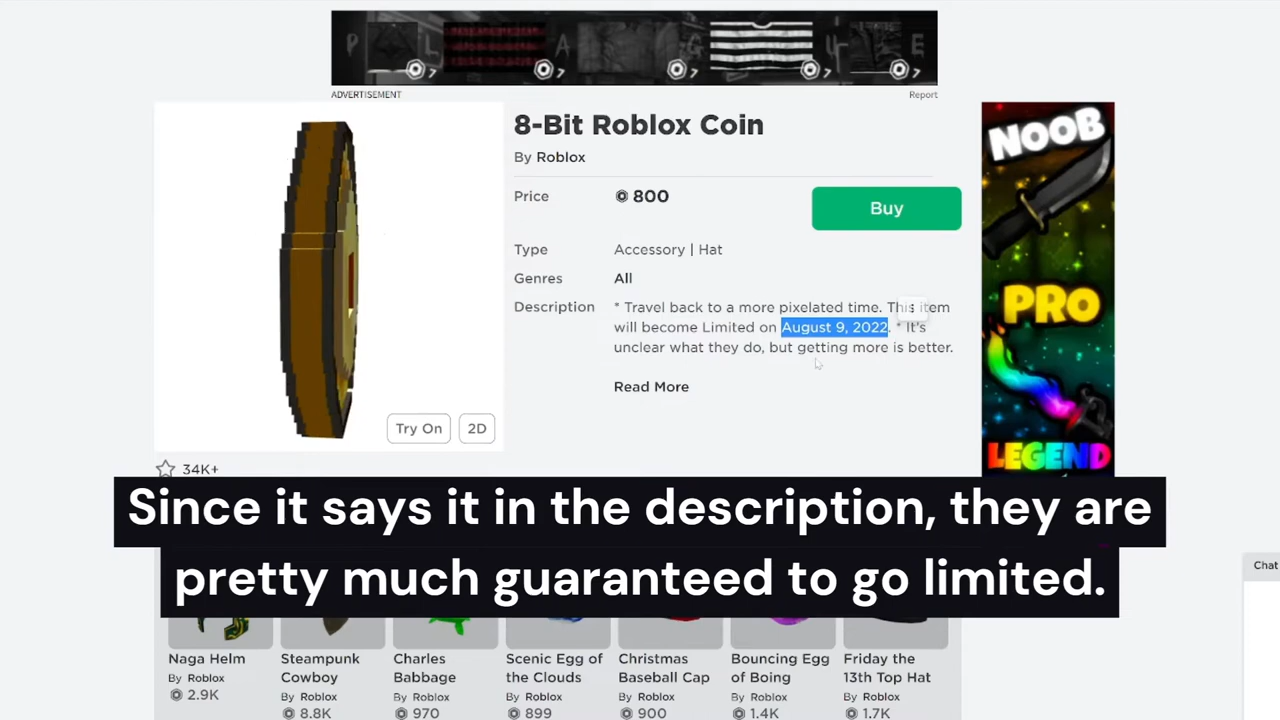 P L A G U E
7 7 7 7 7
ADVERTISEMENT Report
8-Bit Roblox Coin
By Roblox
Price 800
Buy
Type Accessory | Hat
Genres All
Description * Travel back to a more pixelated time. This item
will become Limited on August 9, 2022. * It's
unclear what they do, but getting more is better.
Read More
Try On 2D
34K+
NOOB
PRO
LEGEND
Since it says it in the description, they are
pretty much guaranteed to go limited.
Chat
Naga Helm
By Roblox
2.9K
Steampunk
Cowboy
By Roblox
8.8K
Charles
Babbage
By Roblox
970
Scenic Egg of
the Clouds
By Roblox
899
Christmas
Baseball Cap
By Roblox
900
Bouncing Egg
of Boing
By Roblox
1.4K
Friday the
13th Top Hat
By Roblox
1.7K